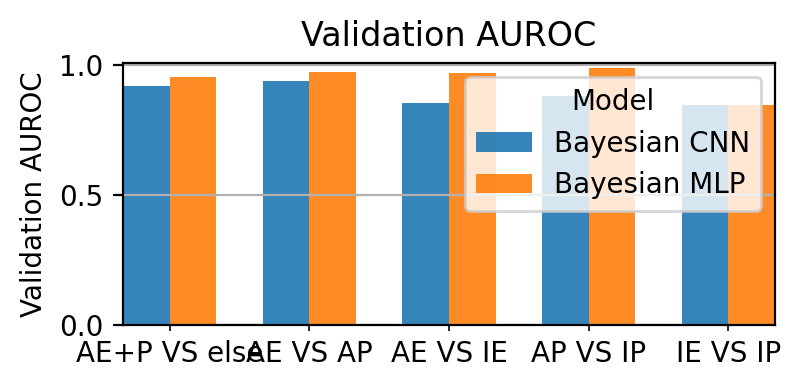 Validation AUROC
Validation AUROC
1.0
0.5
0.0
Model
Bayesian CNN
Bayesian MLP
AE+P VS else
AE VS AP
AE VS IE
AP VS IP
IE VS IP